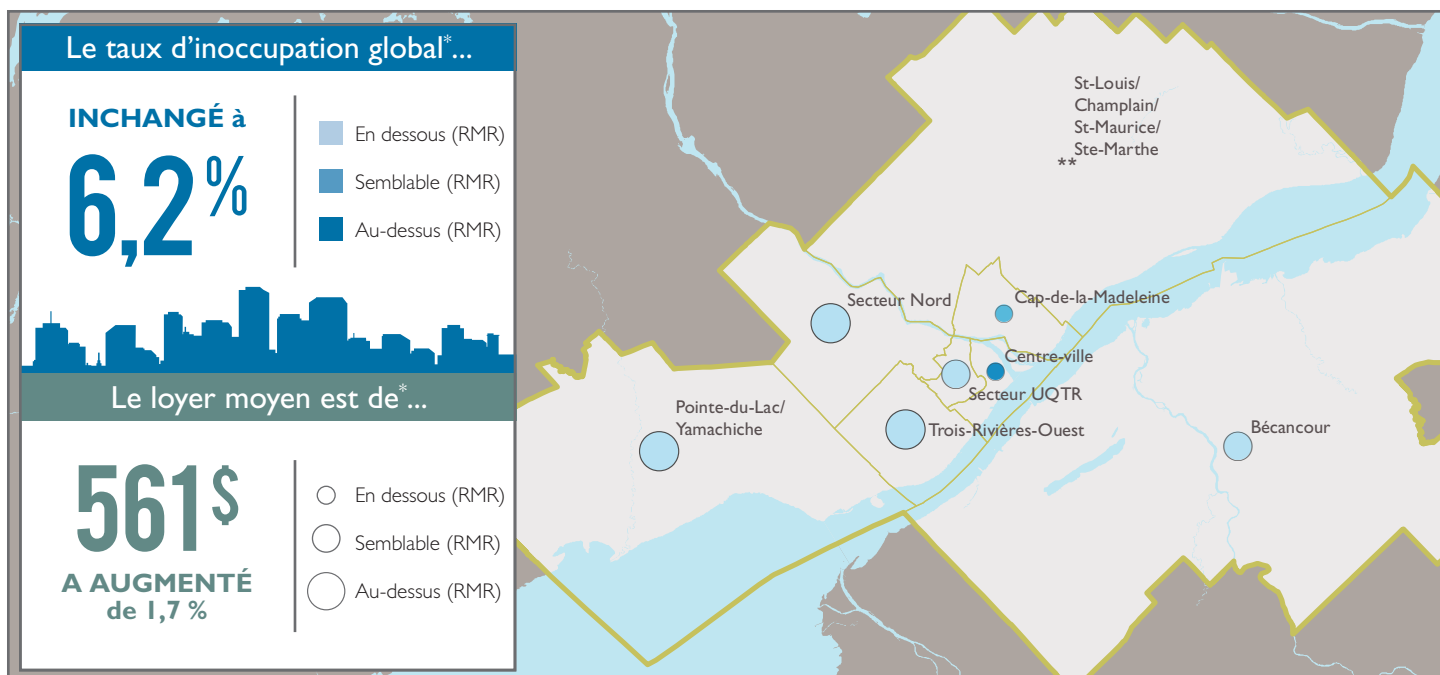 Le taux d'inoccupation global*...
INCHANGÉ à
6,2 %
En dessous (RMR)
Semblable (RMR)
Au-dessus (RMR)
Le loyer moyen est de*...
561 $
A AUGMENTÉ
de 1,7 %
En dessous (RMR)
Semblable (RMR)
Au-dessus (RMR)
St-Louis/
Champlain/
St-Maurice/
Ste-Marthe
**
Secteur Nord
Cap-de-la-Madeleine
Centre-ville
Secteur UQTR
Pointe-du-Lac/
Yamachiche
Trois-Rivières-Ouest
Bécancour